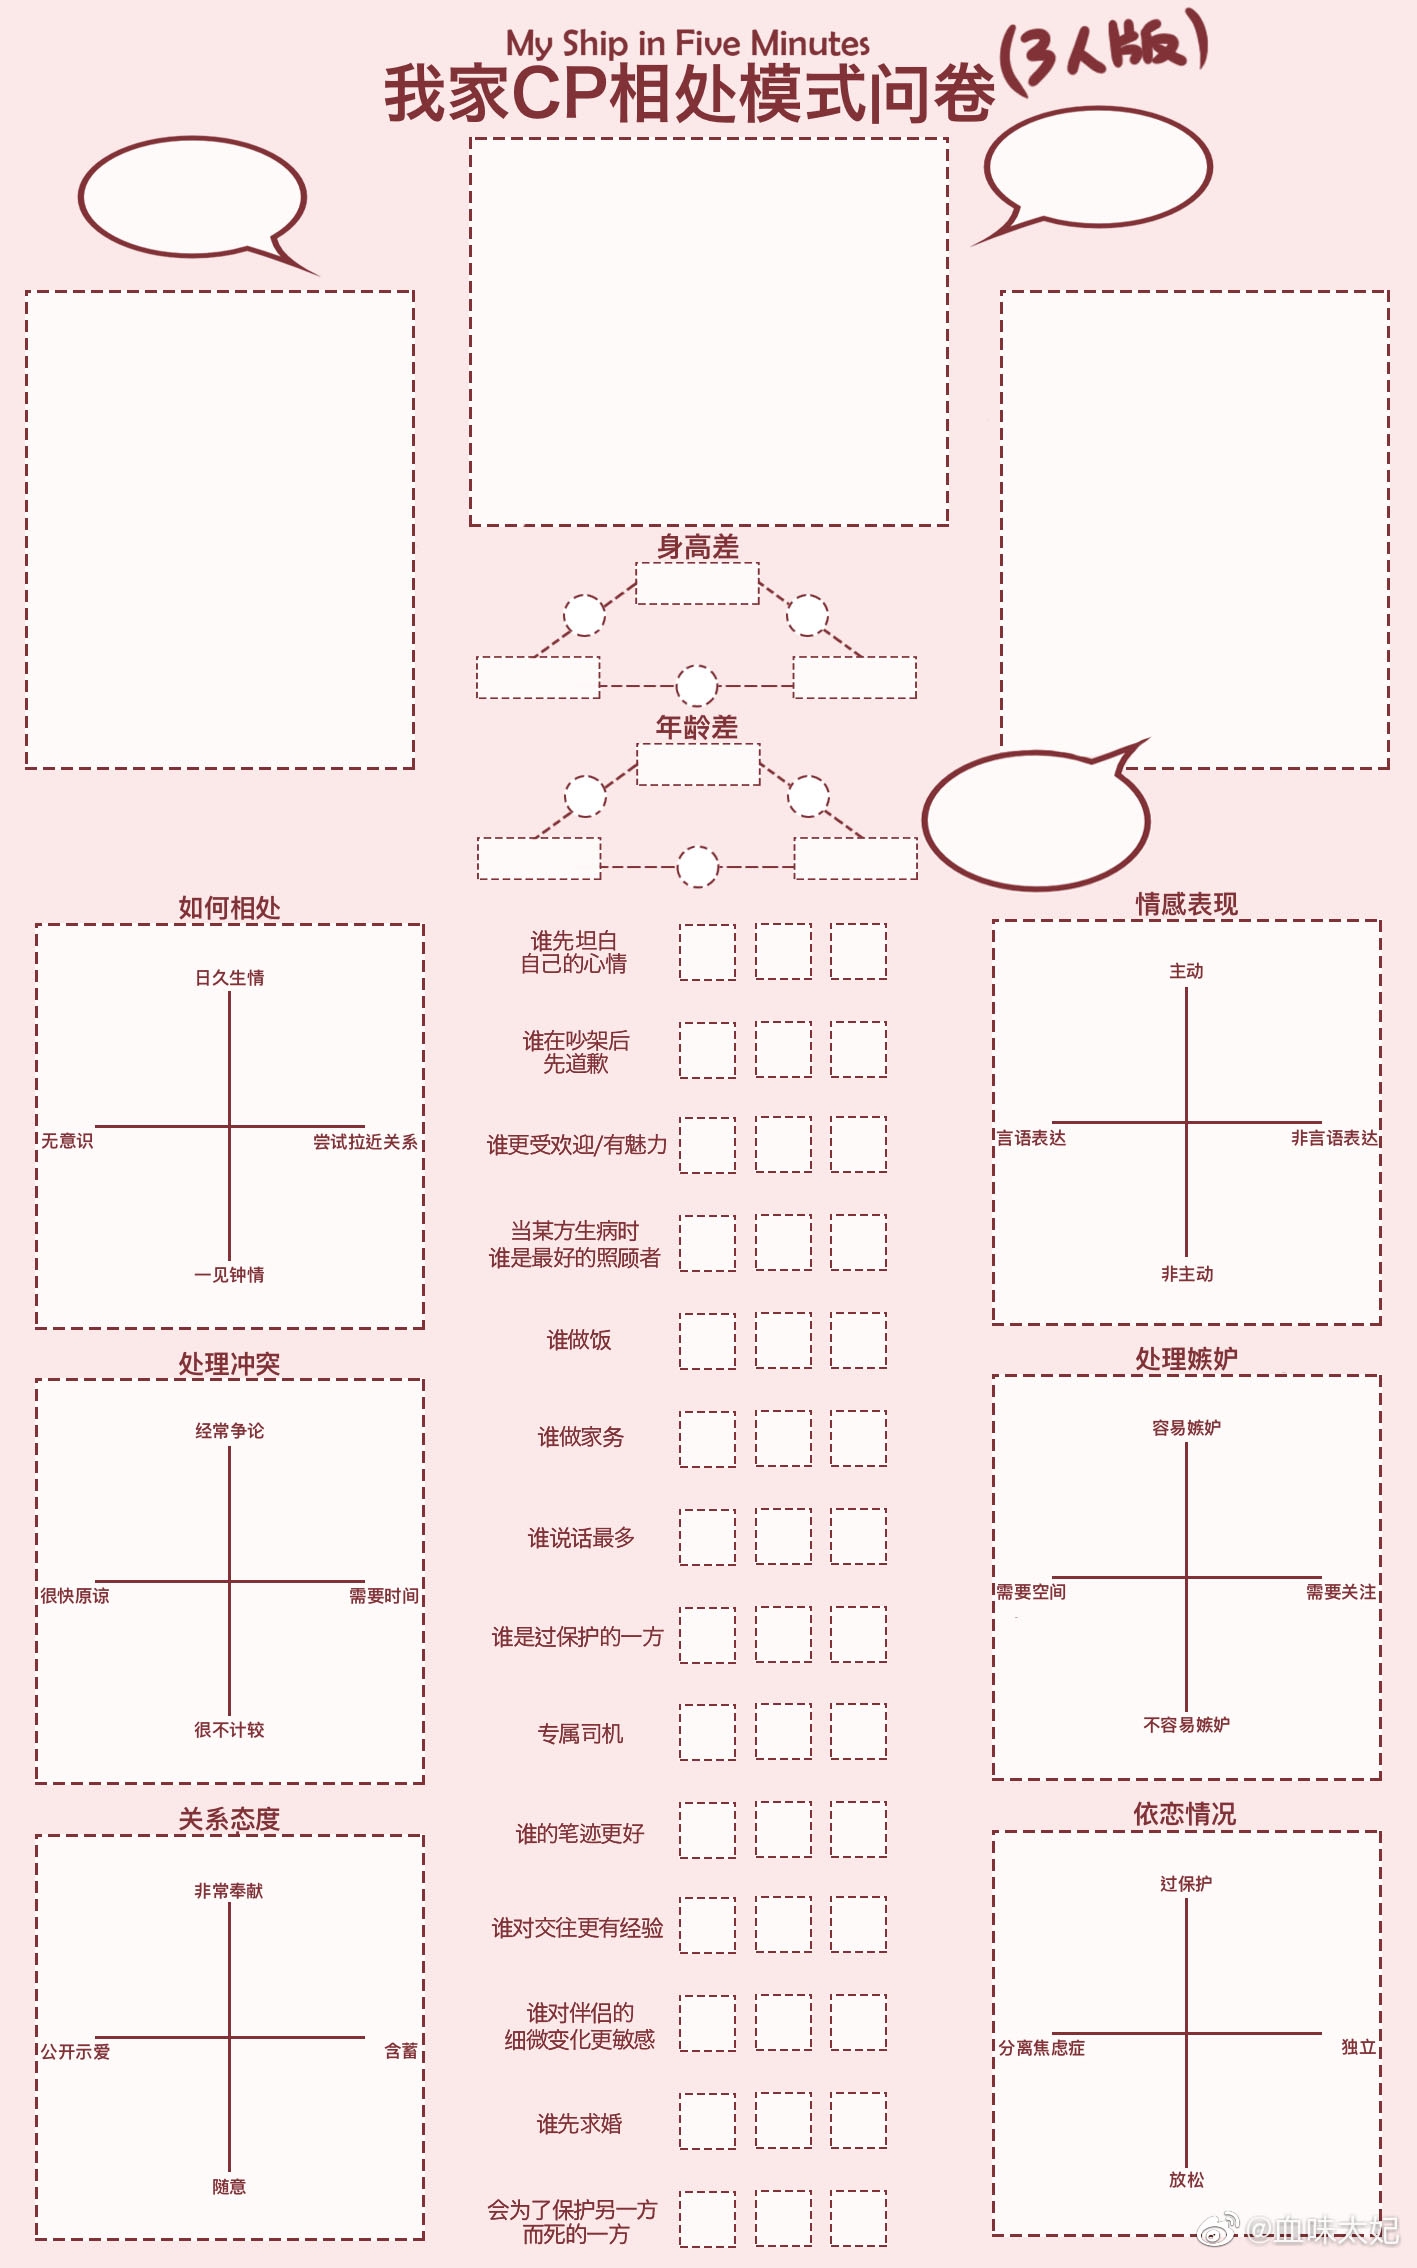 My Ship in Five Minutes
我家CP相处模式问卷
(3人版)
身高差
年龄差
如何相处
日久生情
无意识
尝试拉近关系
一见钟情
处理冲突
经常争论
很快原谅
需要时间
很不计较
关系态度
非常奉献
公开示爱
含蓄
随意
谁先坦白
自己的心情
谁在吵架后
先道歉
谁更受欢迎/有魅力
当某方生病时
谁是最好的照顾者
谁做饭
谁做家务
谁说话最多
谁是过保护的一方
专属司机
谁的笔迹更好
谁对交往更有经验
谁对伴侣的
细微变化更敏感
谁先求婚
会为了保护另一方
而死的一方
情感表现
主动
言语表达
非言语表达
非主动
处理嫉妒
容易嫉妒
需要空间
需要关注
不容易嫉妒
依恋情况
过保护
分离焦虑症
独立
放松
@血味太妃